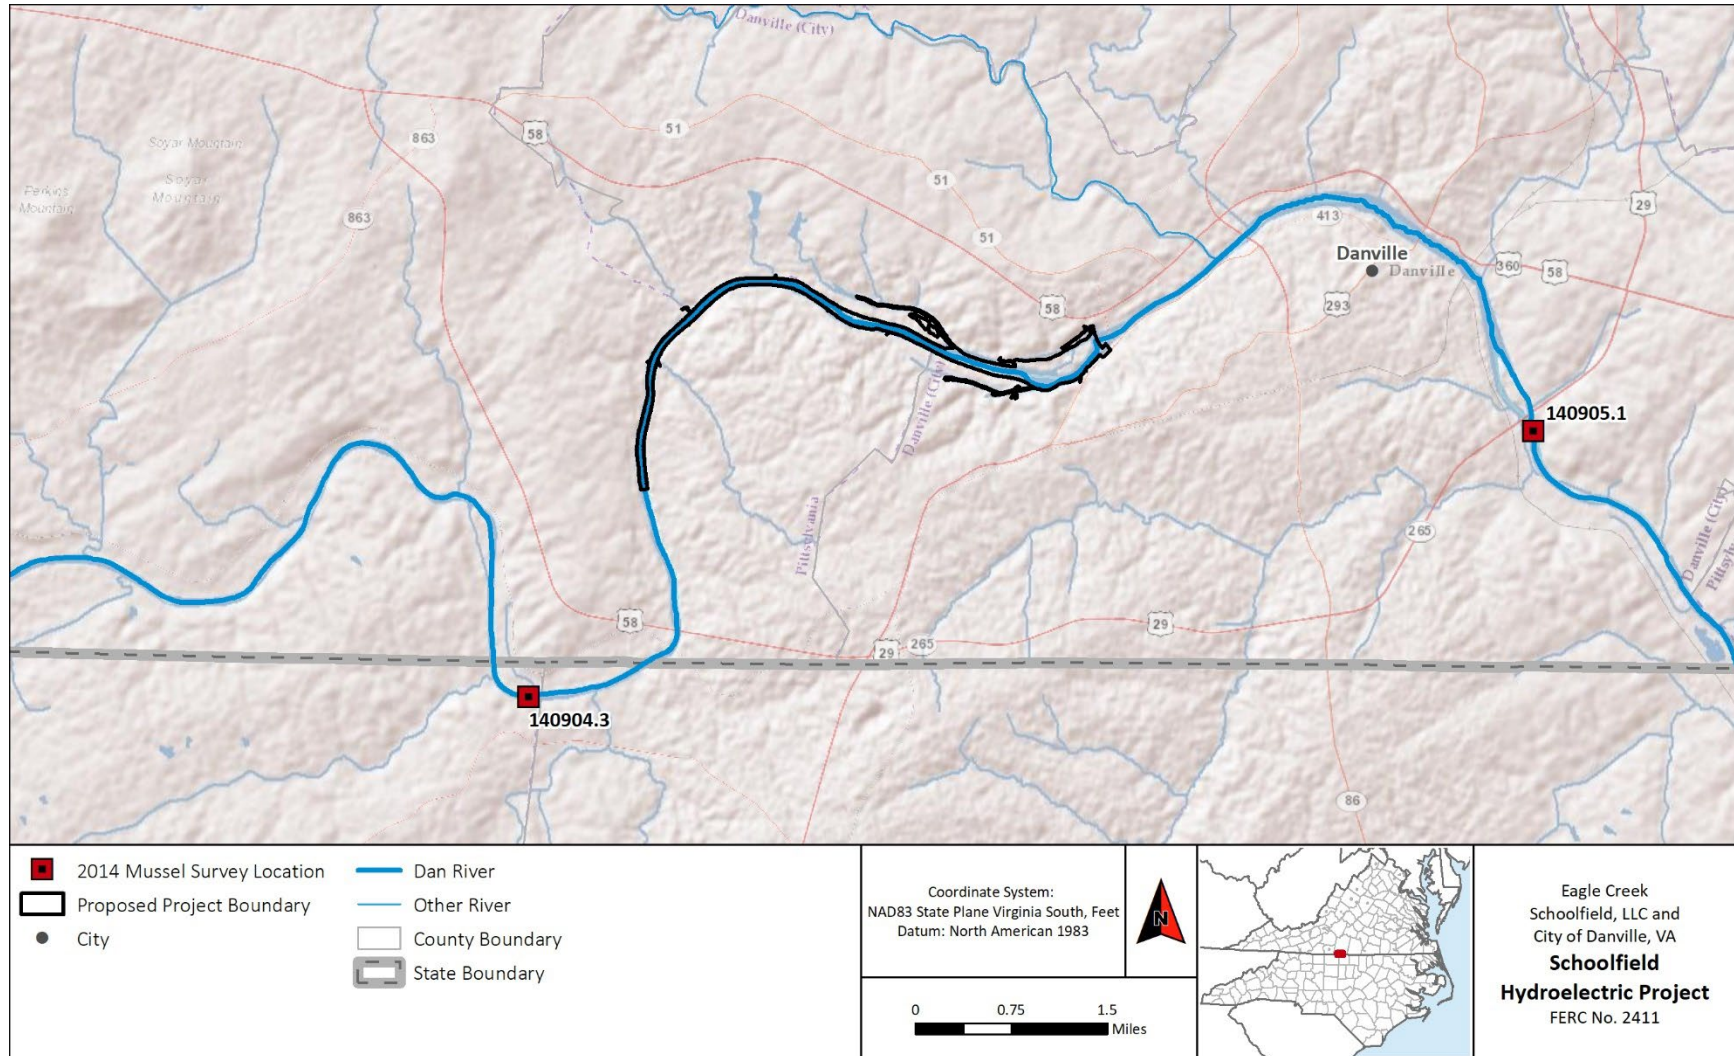 Danville (City)
51
58
863
Soyar Mountain
Soyar
Mountain
Perkins
Mountain
51
863
29
413
51
Danville
Danville
360
58
293
58
Danville (City)
140905.1
Pittsylvania
265
Danville (City)
58
29
29
265
140904.3
86
2014 Mussel Survey Location
Proposed Project Boundary
City
Dan River
Other River
County Boundary
State Boundary
Coordinate System:
NAD83 State Plane Virginia South, Feet
Datum: North American 1983
N
0 0.75 1.5
Miles
Eagle Creek
Schoolfield, LLC and
City of Danville, VA
Schoolfield
Hydroelectric Project
FERC No. 2411